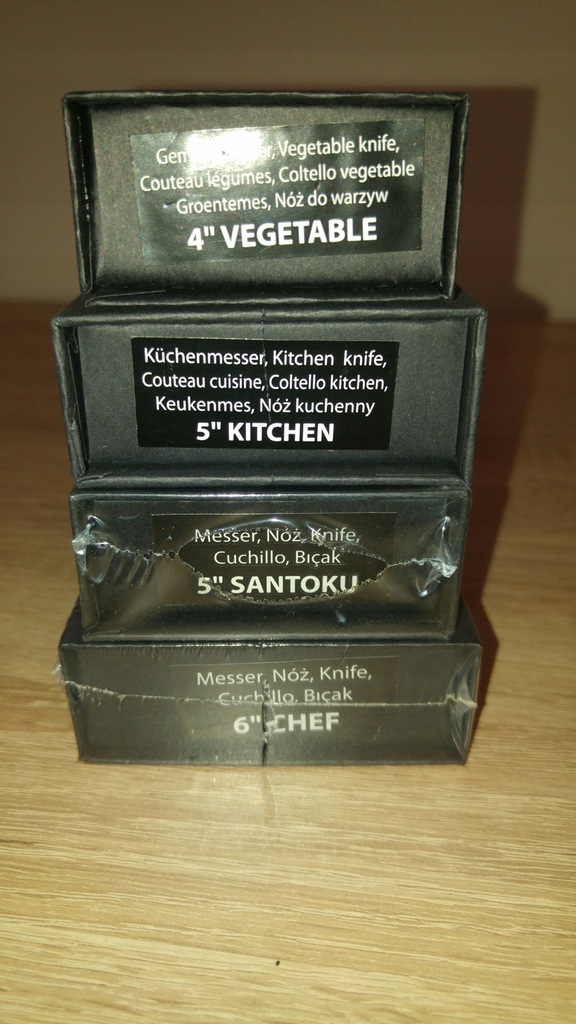 Vegetable knife,
Couteau légumes, Coltello vegetable
Groentemes, Nóż do warzyw
4" VEGETABLE
Küchenmesser, Kitchen knife,
Couteau cuisine, Coltello kitchen,
Keukenmes, Nóż kuchenny
5" KITCHEN
Messer, Nóż, Knife,
Cuchillo, Bıçak
5" SANTOKU
Messer, Nóż, Knife,
Cuchillo, Bıçak
6" CHEF